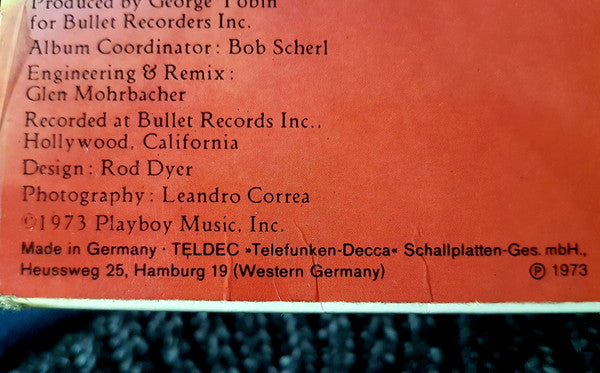 Produced by George Tobin
for Bullet Recorders Inc.
Album Coordinator: Bob Scherl
Engineering & Remix:
Glen Mohrbacher
Recorded at Bullet Records Inc.,
Hollywood, California
Design: Rod Dyer
Photography: Leandro Correa
©1973 Playboy Music, Inc.
Made in Germany · TELDEC »Telefunken-Decca« Schallplatten-Ges. mbH.,
Heussweg 25, Hamburg 19 (Western Germany) ℗ 1973